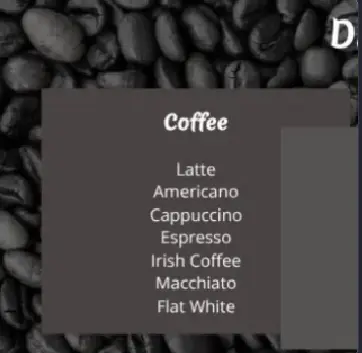 D
Coffee
Latte
Americano
Cappuccino
Espresso
Irish Coffee
Macchiato
Flat White